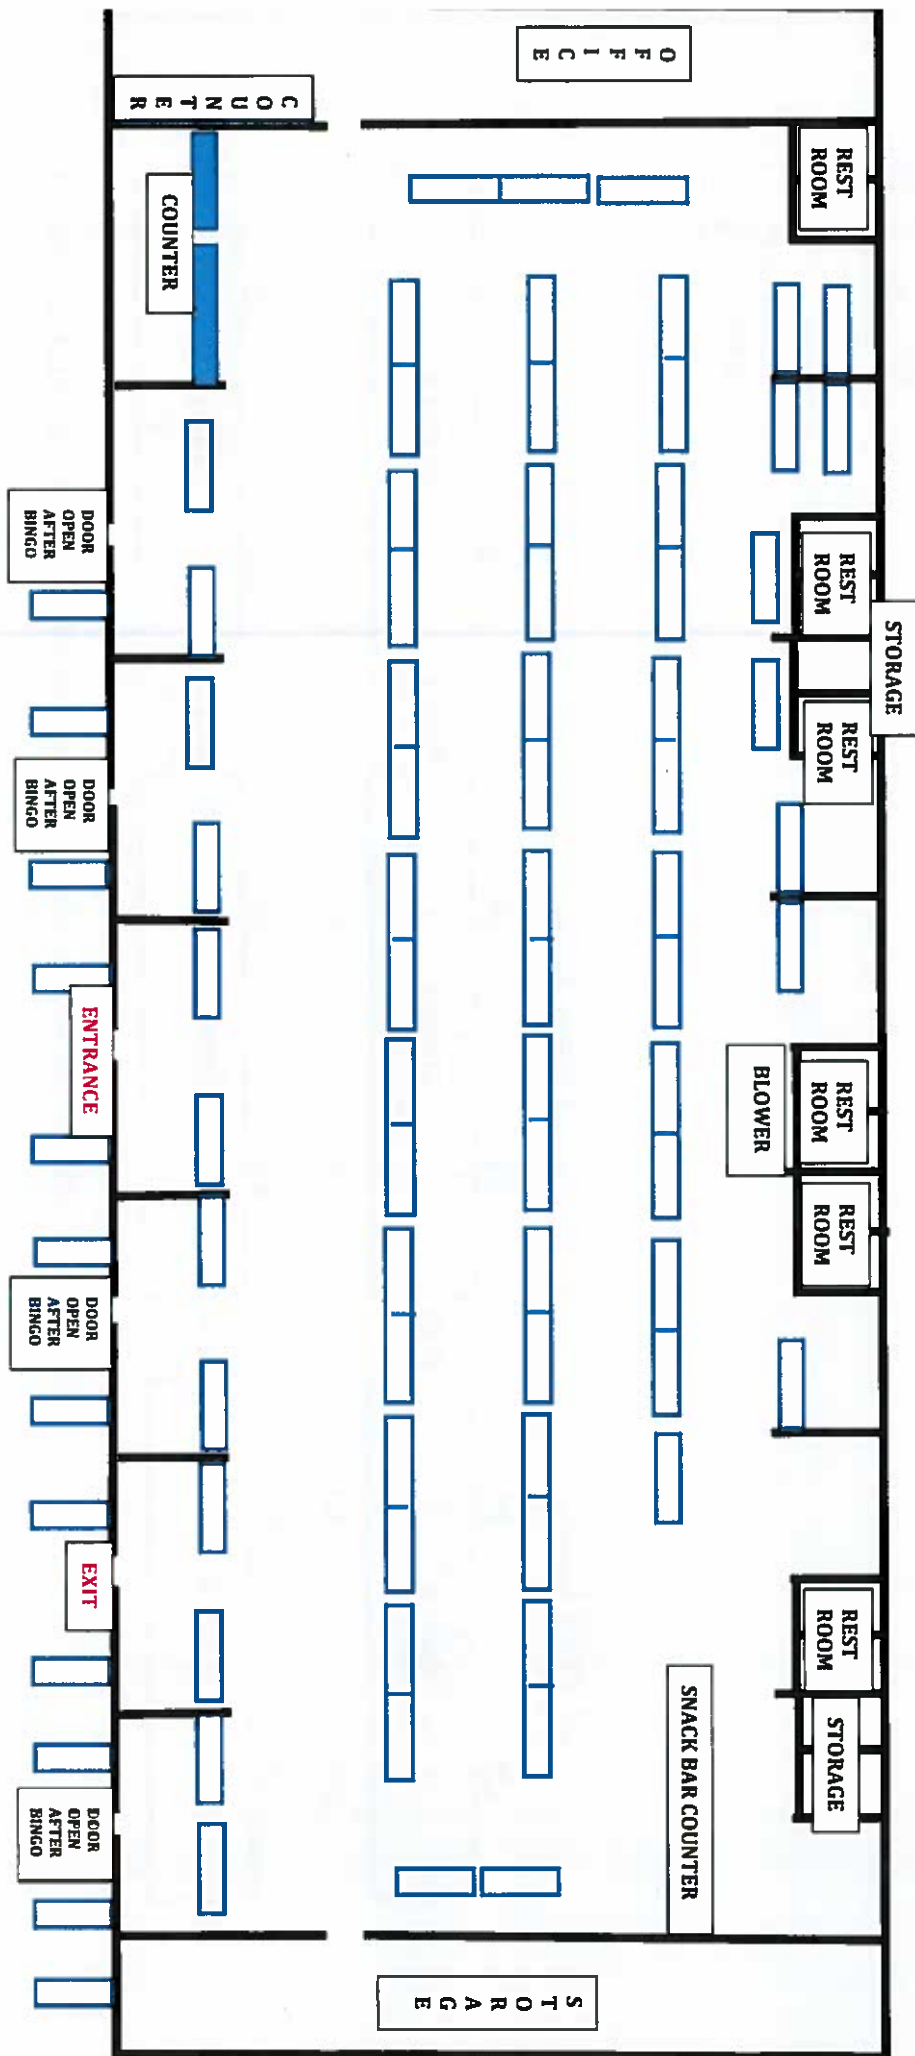 STORAGE
REST
ROOM
REST
ROOM
REST
ROOM
REST
ROOM
REST
ROOM
REST
ROOM
STORAGE
BLOWER
SNACK BAR COUNTER
OFFICE
STORAGE
COUNTER
COUNTER
DOOR
OPEN
AFTER
BINGO
DOOR
OPEN
AFTER
BINGO
ENTRANCE
DOOR
OPEN
AFTER
BINGO
EXIT
DOOR
OPEN
AFTER
BINGO